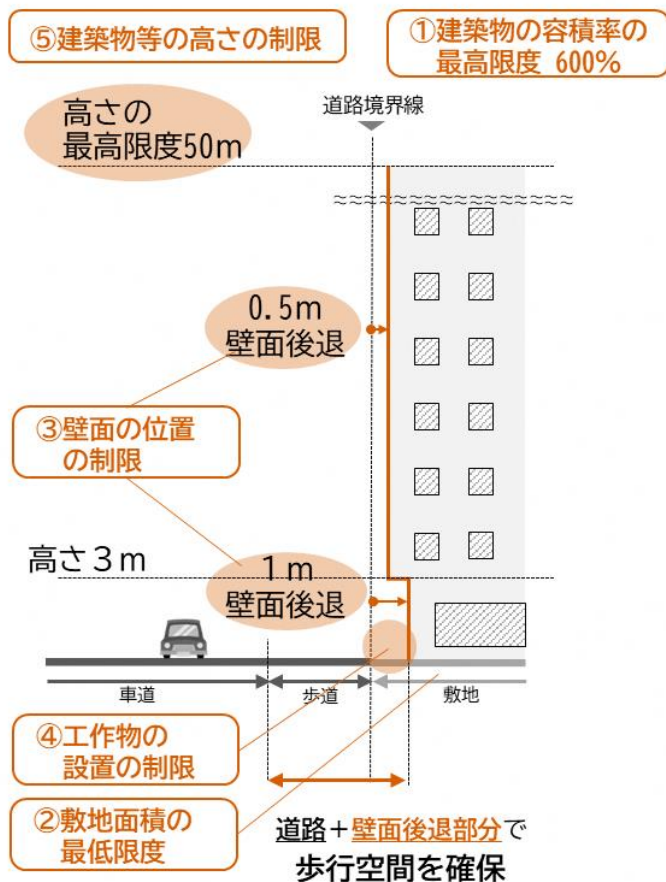 ⑤建築物等の高さの制限
①建築物の容積率の
最高限度 600%
高さの
最高限度50m
道路境界線
0.5m
壁面後退
③壁面の位置
の制限
高さ３ｍ
１ｍ
壁面後退
車道
歩道
敷地
④工作物の
設置の制限
②敷地面積の
最低限度
道路＋壁面後退部分で
歩行空間を確保